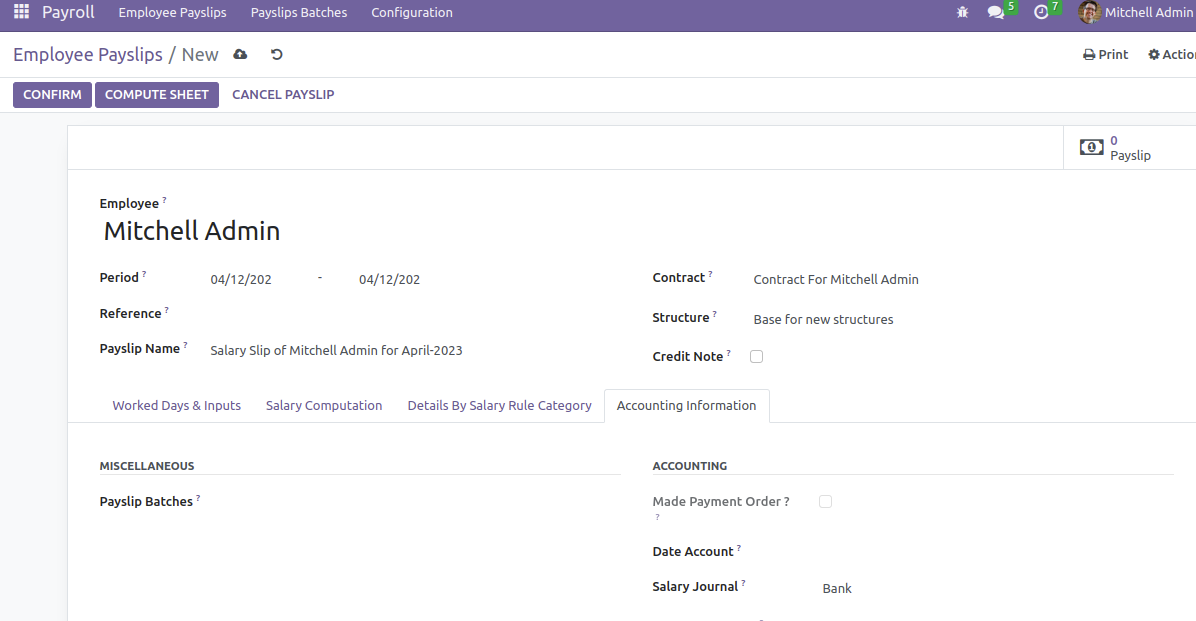 Payroll Employee Payslips Payslips Batches Configuration 5 7 Mitchell Admin
Employee Payslips / New Print Action
CONFIRM COMPUTE SHEET CANCEL PAYSLIP
0
1 Payslip
Employee ?
Mitchell Admin
Period ? 04/12/202 - 04/12/202 Contract ? Contract For Mitchell Admin
Reference ? Structure ? Base for new structures
Payslip Name ? Salary Slip of Mitchell Admin for April-2023 Credit Note ?
Worked Days & Inputs Salary Computation Details By Salary Rule Category Accounting Information
MISCELLANEOUS ACCOUNTING
Payslip Batches ? Made Payment Order ?
?
Date Account ?
Salary Journal ? Bank